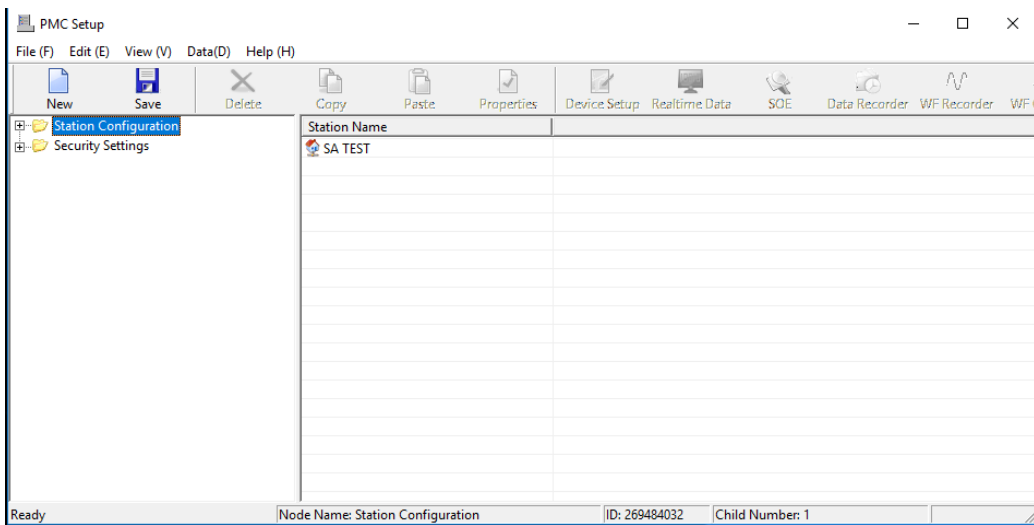 PMC Setup
File (F) Edit (E) View (V) Data(D) Help (H)
New Save Delete Copy Paste Properties Device Setup Realtime Data SOE Data Recorder WF Recorder WF
Station Configuration
Security Settings
Station Name
SA TEST
Ready Node Name: Station Configuration ID: 269484032 Child Number: 1